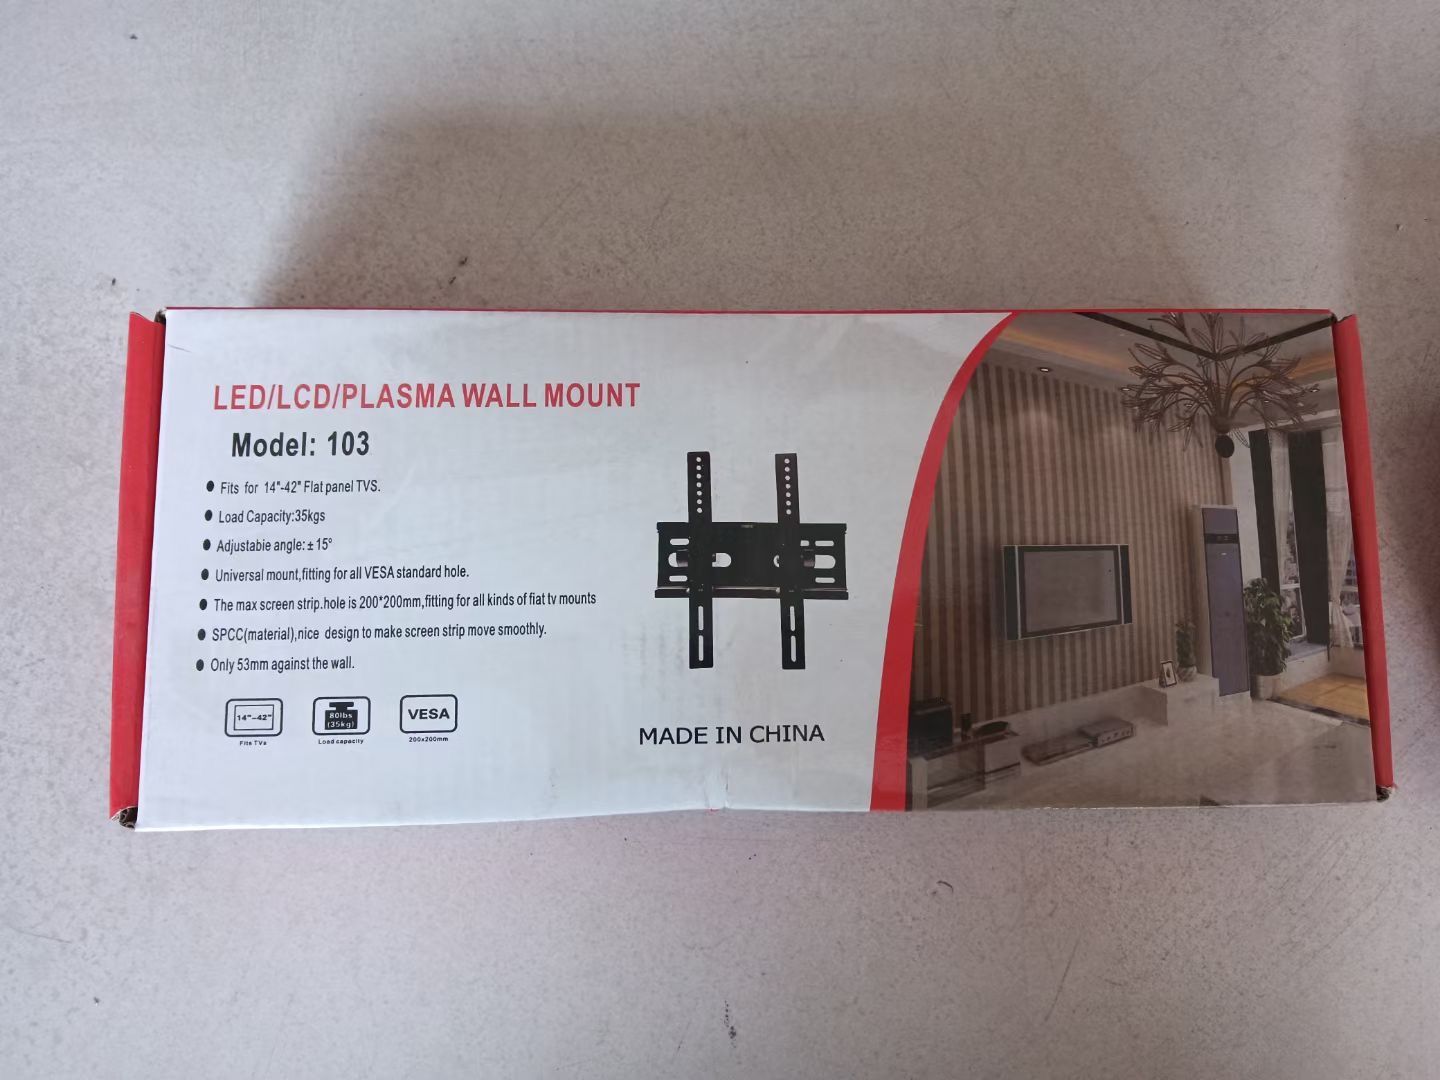 LED/LCD/PLASMA WALL MOUNT
Model: 103
● Fits for 14"-42" Flat panel TVS.
● Load Capacity:35kgs
● Adjustabie angle:±15°
● Universal mount,fitting for all VESA standard hole.
● The max screen strip.hole is 200*200mm,fitting for all kinds of fiat tv mounts
● SPCC(material),nice design to make screen strip move smoothly.
● Only 53mm against the wall.
14"-42"
Fits TVs
80lbs
(35kg)
Load capacity
VESA
200x200mm
MADE IN CHINA